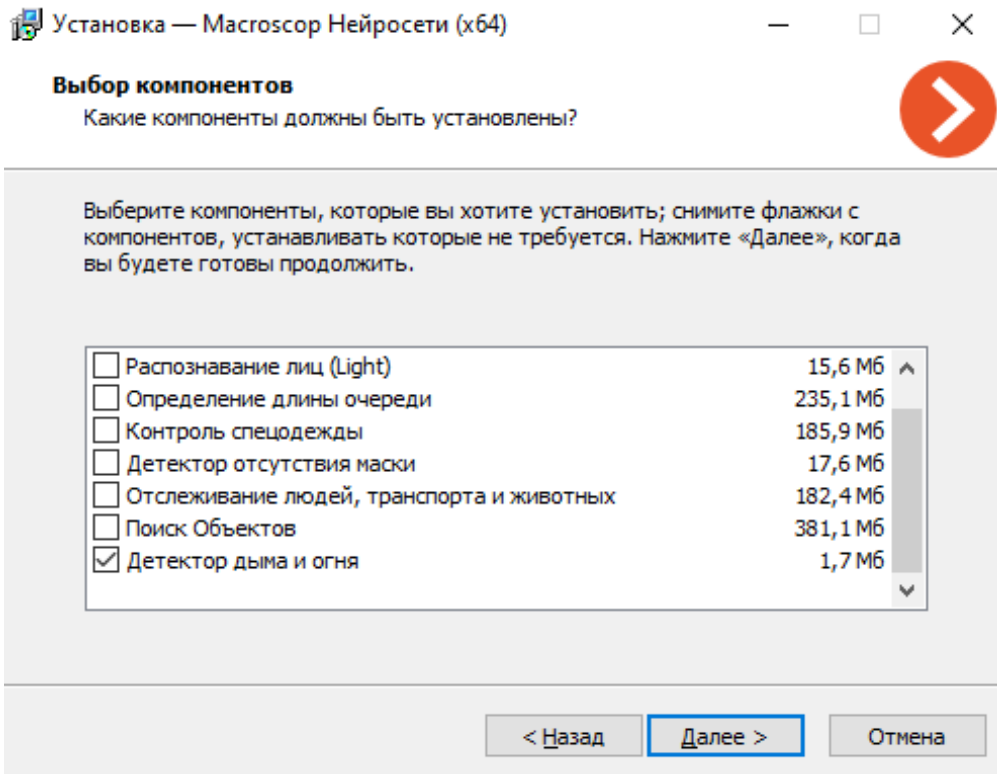 Установка — Macroscop Нейросети (x64)
Выбор компонентов
Какие компоненты должны быть установлены?
Выберите компоненты, которые вы хотите установить; снимите флажки с
компонентов, устанавливать которые не требуется. Нажмите «Далее», когда
вы будете готовы продолжить.
Распознавание лиц (Light) 15,6 Мб
Определение длины очереди 235,1 Мб
Контроль спецодежды 185,9 Мб
Детектор отсутствия маски 17,6 Мб
Отслеживание людей, транспорта и животных 182,4 Мб
Поиск Объектов 381,1 Мб
Детектор дыма и огня 1,7 Мб
< Назад Далее > Отмена